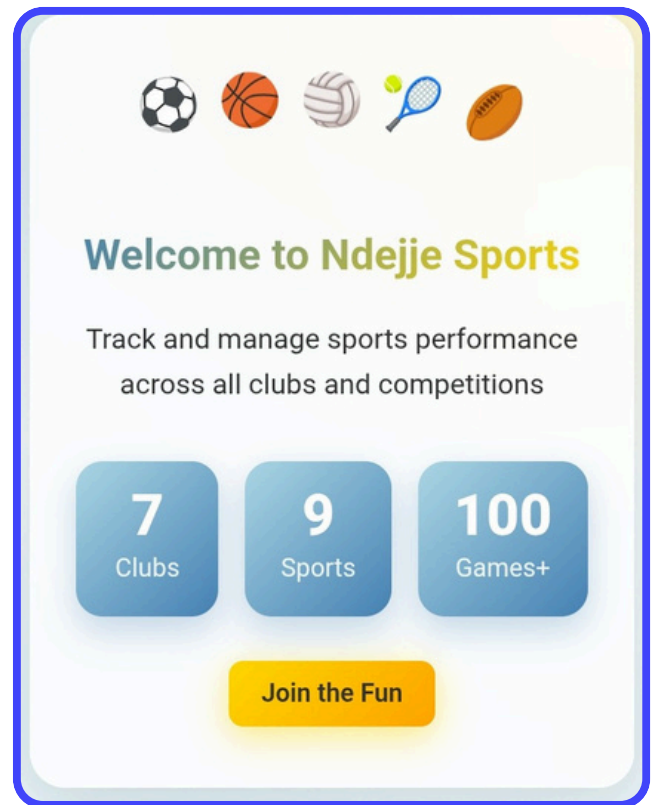 Welcome to Ndejje Sports
Track and manage sports performance
across all clubs and competitions
7
Clubs
9
Sports
100
Games+
Join the Fun